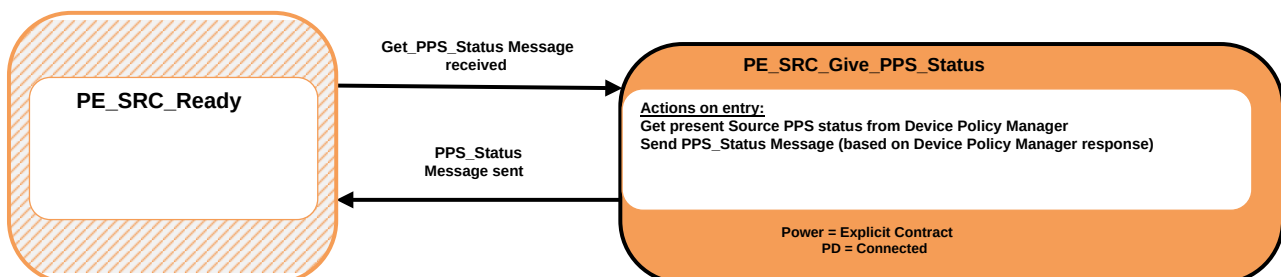 Get_PPS_Status Message
received
PE_SRC_Ready
PE_SRC_Give_PPS_Status
Actions on entry:
Get present Source PPS status from Device Policy Manager
Send PPS_Status Message (based on Device Policy Manager response)
PPS_Status
Message sent
Power = Explicit Contract
PD = Connected